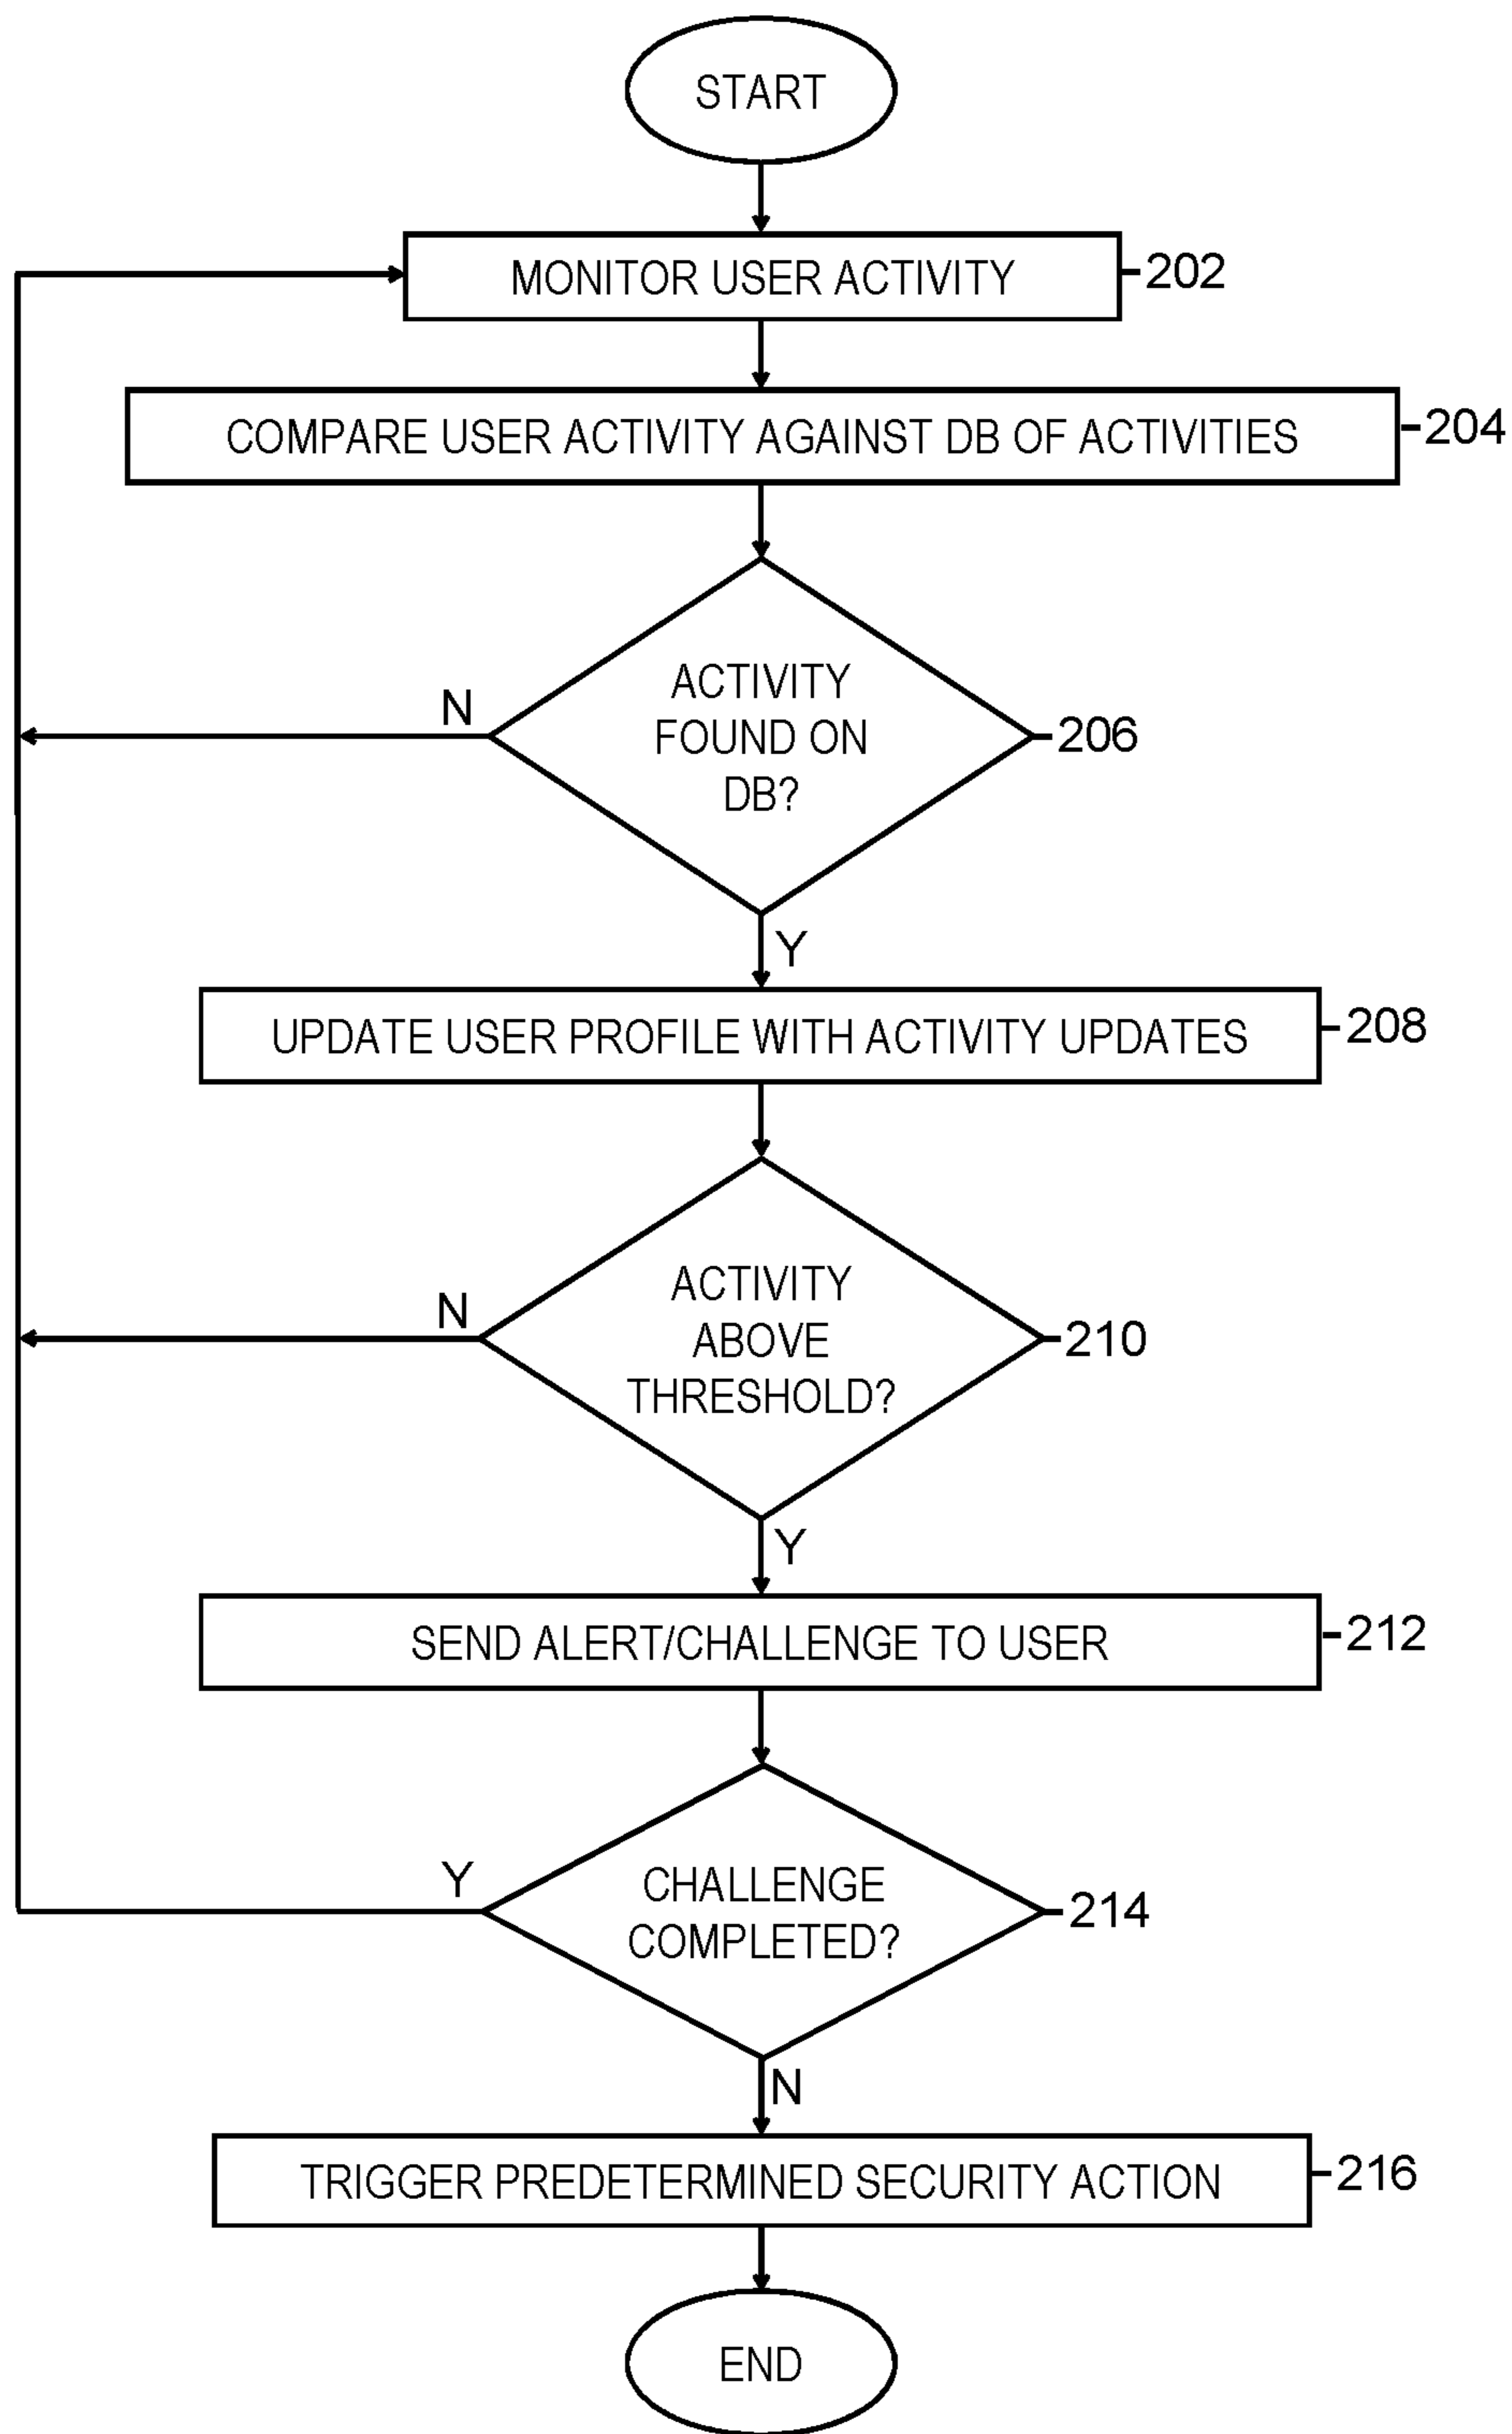 START
MONITOR USER ACTIVITY
202
COMPARE USER ACTIVITY AGAINST DB OF ACTIVITIES
204
ACTIVITY
FOUND ON
DB?
N
206
Y
UPDATE USER PROFILE WITH ACTIVITY UPDATES
208
ACTIVITY
ABOVE
THRESHOLD?
N
210
Y
SEND ALERT/CHALLENGE TO USER
212
CHALLENGE
COMPLETED?
Y
214
N
TRIGGER PREDETERMINED SECURITY ACTION
216
END